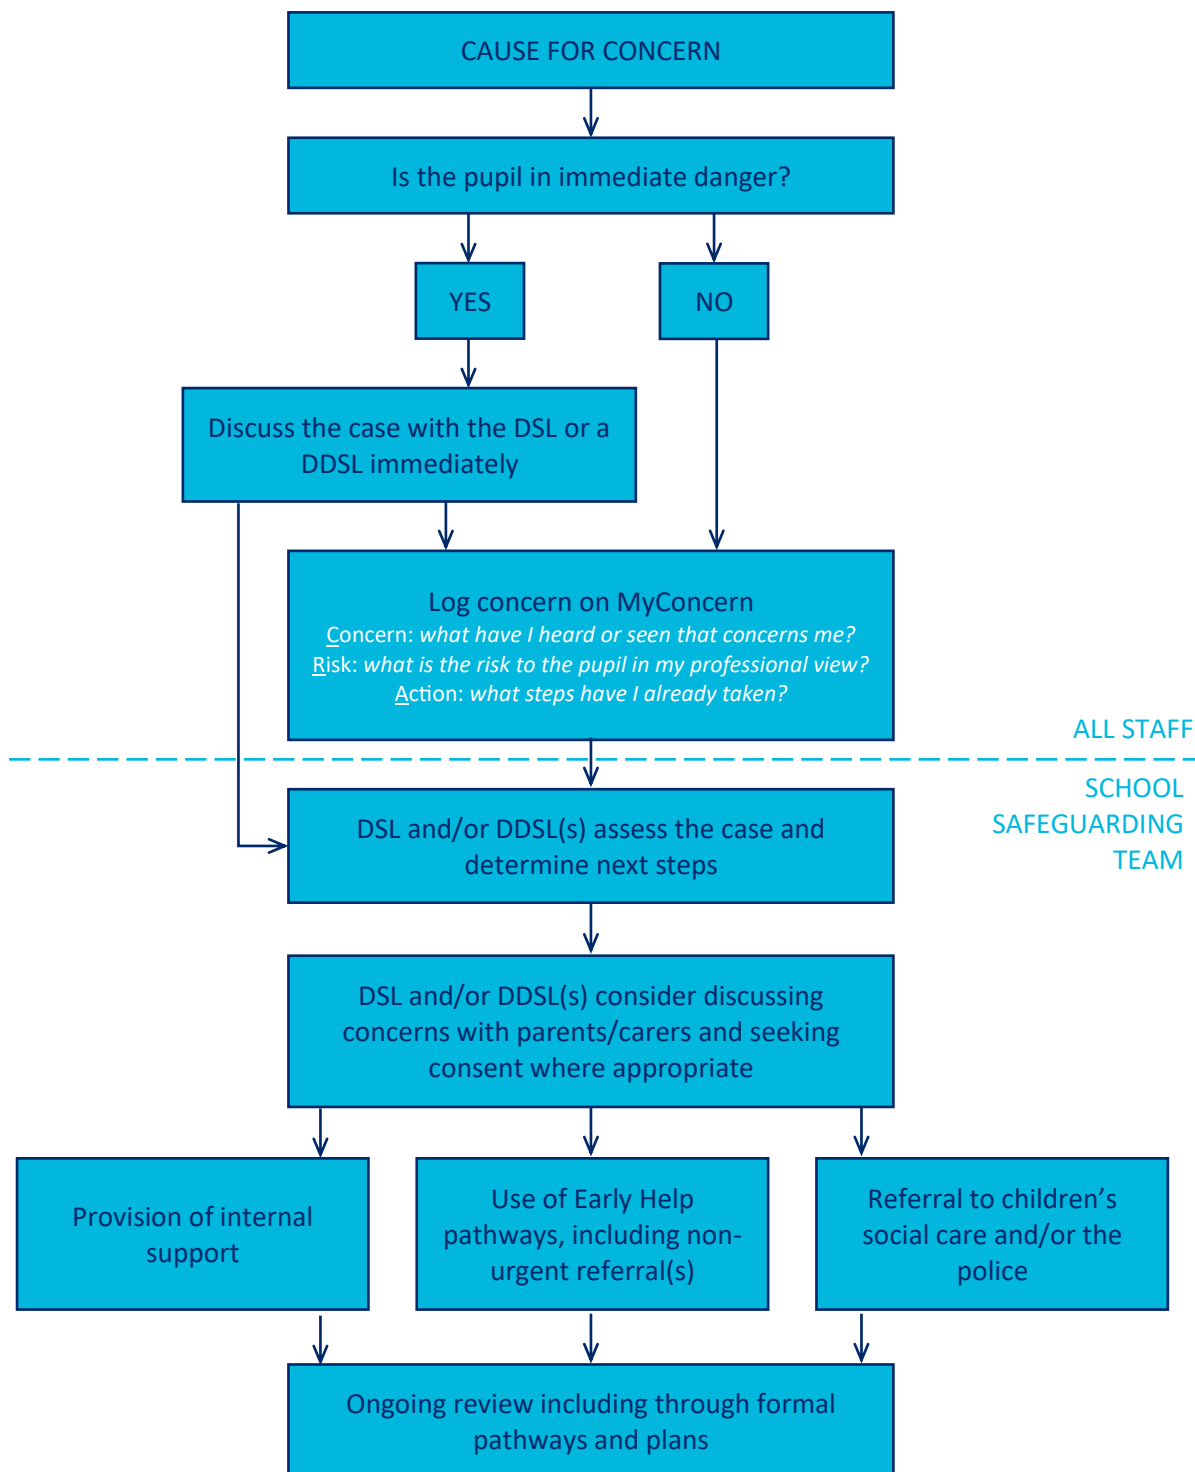 CAUSE FOR CONCERN
Is the pupil in immediate danger?
YES
NO
Discuss the case with the DSL or a
DDSL immediately
Log concern on MyConcern
Concern: what have I heard or seen that concerns me?
Risk: what is the risk to the pupil in my professional view?
Action: what steps have I already taken?
ALL STAFF
SCHOOL
SAFEGUARDING
TEAM
DSL and/or DDSL(s) assess the case and
determine next steps
DSL and/or DDSL(s) consider discussing
concerns with parents/carers and seeking
consent where appropriate
Provision of internal
support
Use of Early Help
pathways, including non-
urgent referral(s)
Referral to children’s
social care and/or the
police
Ongoing review including through formal
pathways and plans